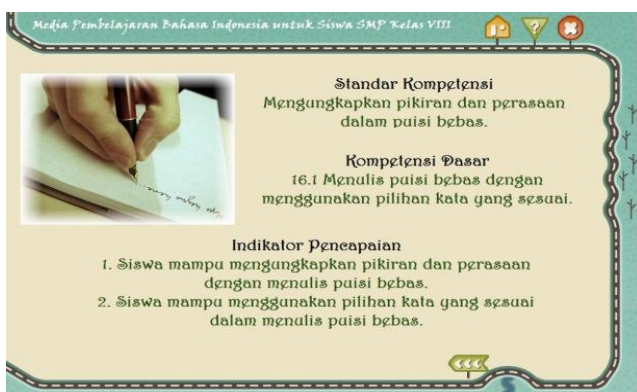 Media Pembelajaran Bahasa Indonesia untuk Siswa SMP Kelas VIII
?
Standar Kompetensi
Mengungkapkan pikiran dan perasaan
dalam puisi bebas.
Kompetensi Dasar
16.1 Menulis puisi bebas dengan
menggunakan pilihan kata yang sesuai.
Indikator Pencapaian
1. Siswa mampu mengungkapkan pikiran dan perasaan
dengan menulis puisi bebas.
2. Siswa mampu menggunakan pilihan kata yang sesuai
dalam menulis puisi bebas.